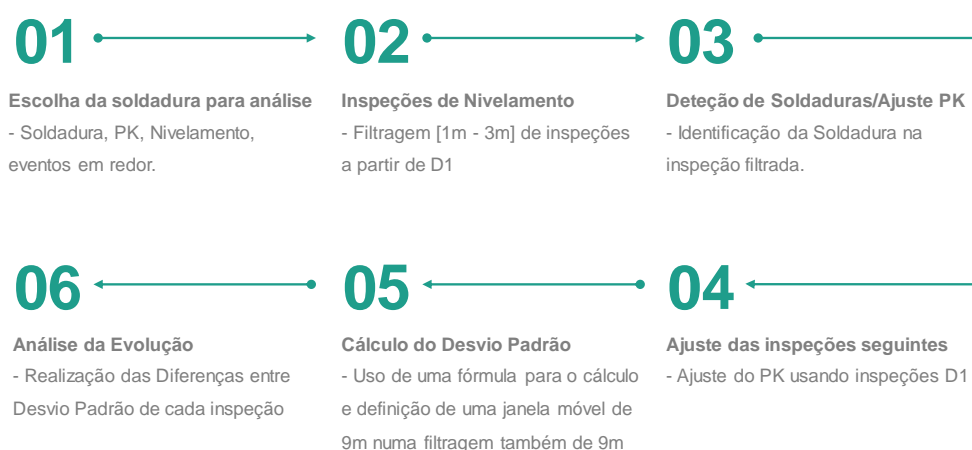 01
Escolha da soldadura para análise
- Soldadura, PK, Nivelamento,
eventos em redor.
02
Inspeções de Nivelamento
- Filtragem [1m - 3m] de inspeções
a partir de D1
03
Deteção de Soldaduras/Ajuste PK
- Identificação da Soldadura na
inspeção filtrada.
04
Ajuste das inspeções seguintes
- Ajuste do PK usando inspeções D1
05
Cálculo do Desvio Padrão
- Uso de uma fórmula para o cálculo
e definição de uma janela móvel de
9m numa filtragem também de 9m
06
Análise da Evolução
- Realização das Diferenças entre
Desvio Padrão de cada inspeção